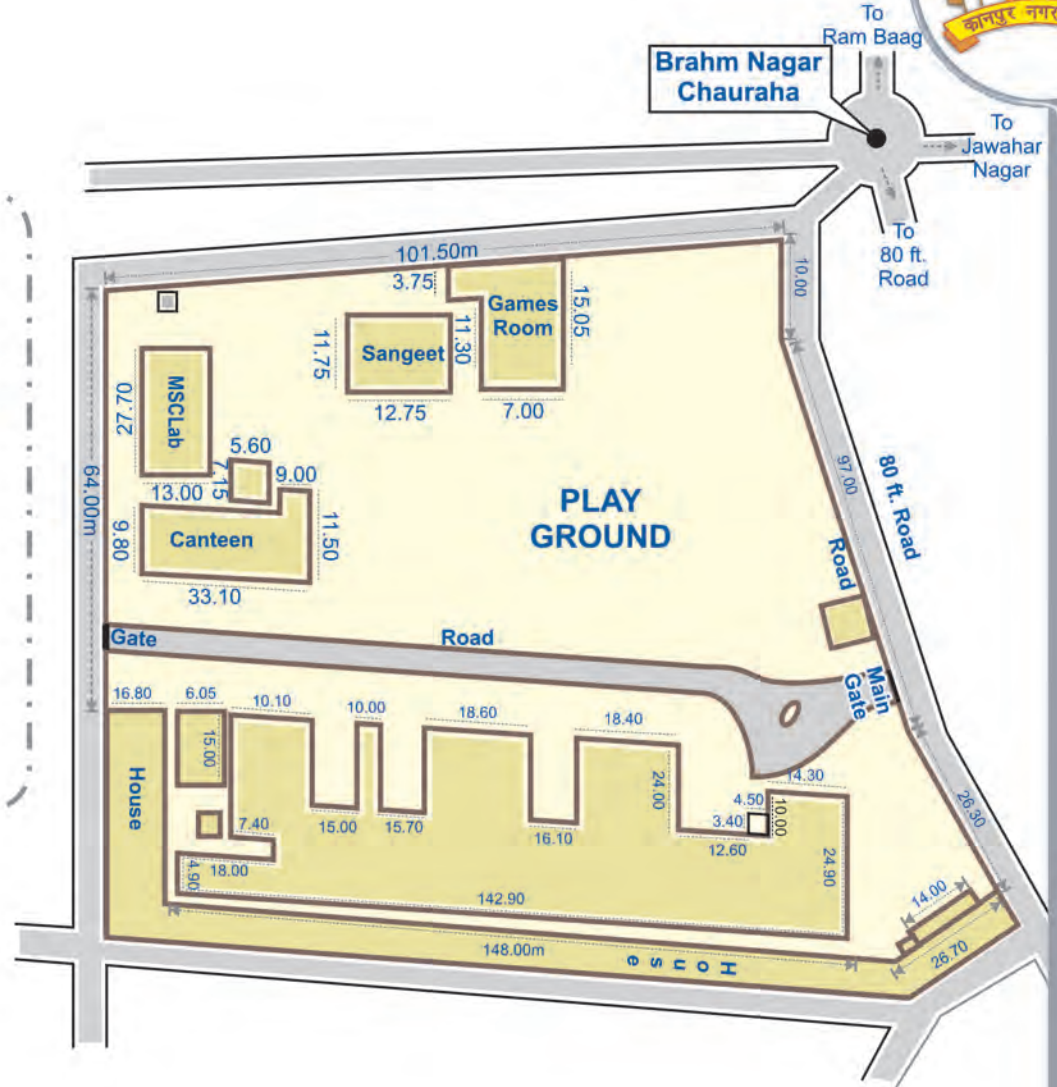 कानपुर नगर
To
Ram Baag
Brahm Nagar
Chauraha
To
Jawahar
Nagar
To
80 ft.
Road
101.50m
10.00
3.75
Games
Room
15.05
11.30
Sangeet
11.75
12.75
7.00
MSCLab
27.70
13.00
5.60
7.15
9.00
64.00m
Canteen
9.80
11.50
33.10
PLAY
GROUND
97.00
80 ft. Road
Road
Gate
Road
Main
Gate
16.80
6.05
10.10
10.00
18.60
18.40
15.00
House
24.00
14.30
4.50
10.00
3.40
12.60
26.30
7.40
15.00
15.70
16.10
18.00
4.90
24.90
142.90
14.00
148.00m
House
26.70